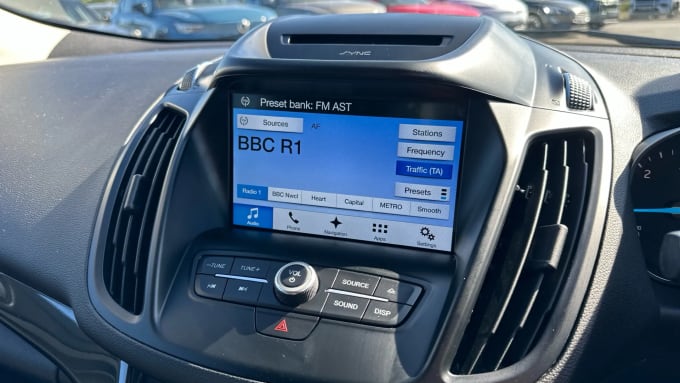 SYNC
Preset bank: FM AST
Sources
AF
Stations
BBC R1
Frequency
Traffic (TA)
Presets
Radio 1
BBC Nwcl
Heart
Capital
METRO
Smooth
Audio
Phone
Navigation
Apps
Settings
− TUNE
TUNE +
VOL
SOURCE
SOUND
DISP
2